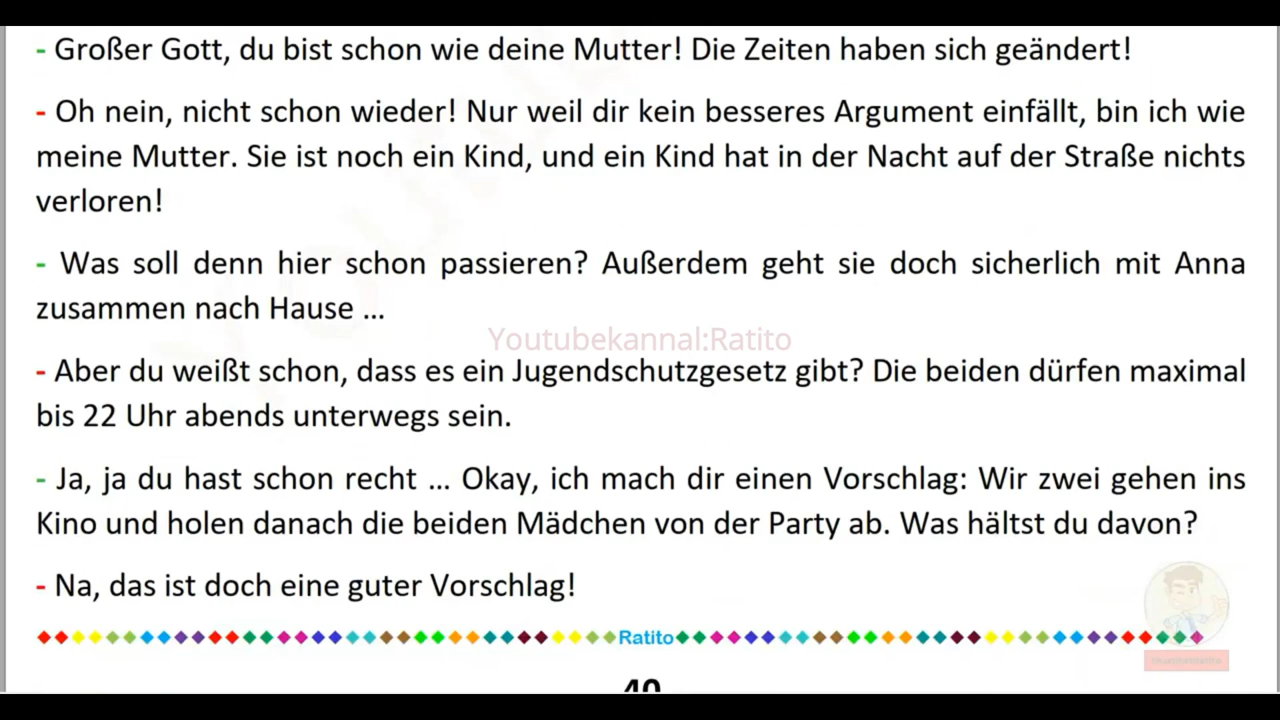 - Großer Gott, du bist schon wie deine Mutter! Die Zeiten haben sich geändert!
- Oh nein, nicht schon wieder! Nur weil dir kein besseres Argument einfällt, bin ich wie
meine Mutter. Sie ist noch ein Kind, und ein Kind hat in der Nacht auf der Straße nichts
verloren!
- Was soll denn hier schon passieren? Außerdem geht sie doch sicherlich mit Anna
zusammen nach Hause ...
Youtubekannal:Ratito
- Aber du weißt schon, dass es ein Jugendschutzgesetz gibt? Die beiden dürfen maximal
bis 22 Uhr abends unterwegs sein.
- Ja, ja du hast schon recht ... Okay, ich mach dir einen Vorschlag: Wir zwei gehen ins
Kino und holen danach die beiden Mädchen von der Party ab. Was hältst du davon?
- Na, das ist doch eine guter Vorschlag!
Ratito
40